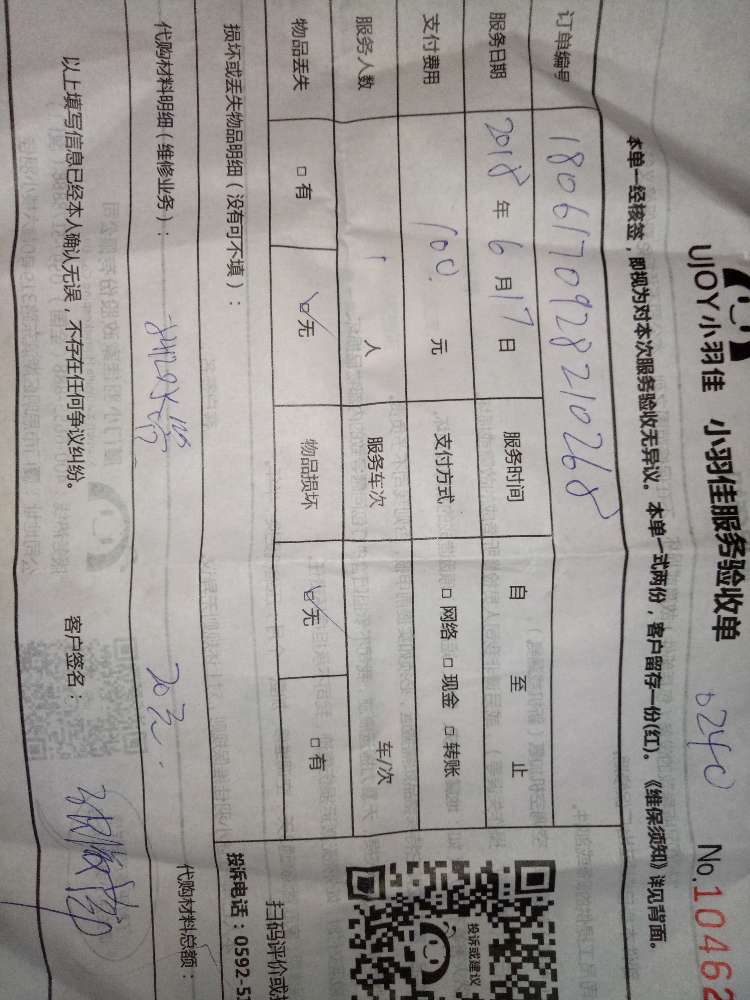 UJOY小羽佳 小羽佳服务验收单 0240 No.10462
本单一经核签，即视为对本次服务验收无异议。本单一式两份，客户留存一份(红)。《维保须知》详见背面。
订单编号 1806170928210268
服务日期 2018 年 6 月 17 日 服务时间 自 至 止
支付费用 100. 元 支付方式 □ 网络 □ 现金 □ 转账
服务人数 1 人 服务车次 车/次
物品丢失 □ 有 ☑ 无 物品损坏 ☑ 无 □ 有
投诉或建议
扫码评价或
损坏或丢失物品明细（没有可不填）：
投诉电话：0592-5
代购材料明细（维修业务）： 20元. 代购材料总额：
以上填写信息已经本人确认无误，不存在任何争议纠纷。 客户签名：